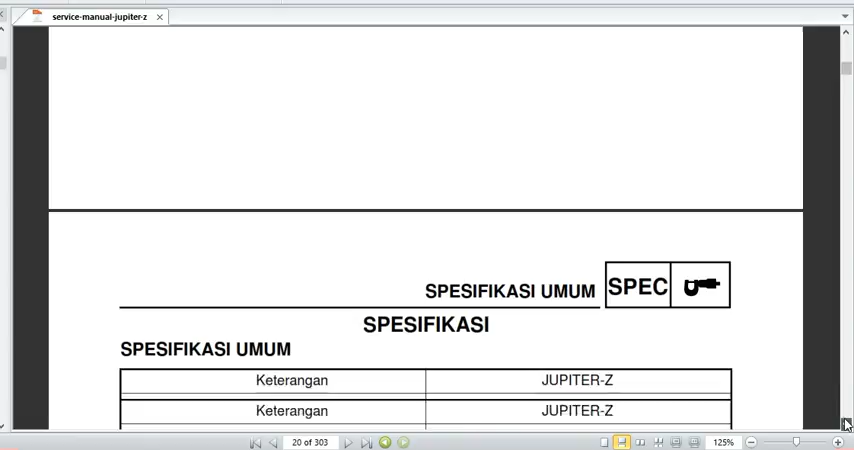 service-manual-jupiter-z
SPESIFIKASI UMUM SPEC
SPESIFIKASI
SPESIFIKASI UMUM
Keterangan JUPITER-Z
Keterangan JUPITER-Z
20 of 303 125%